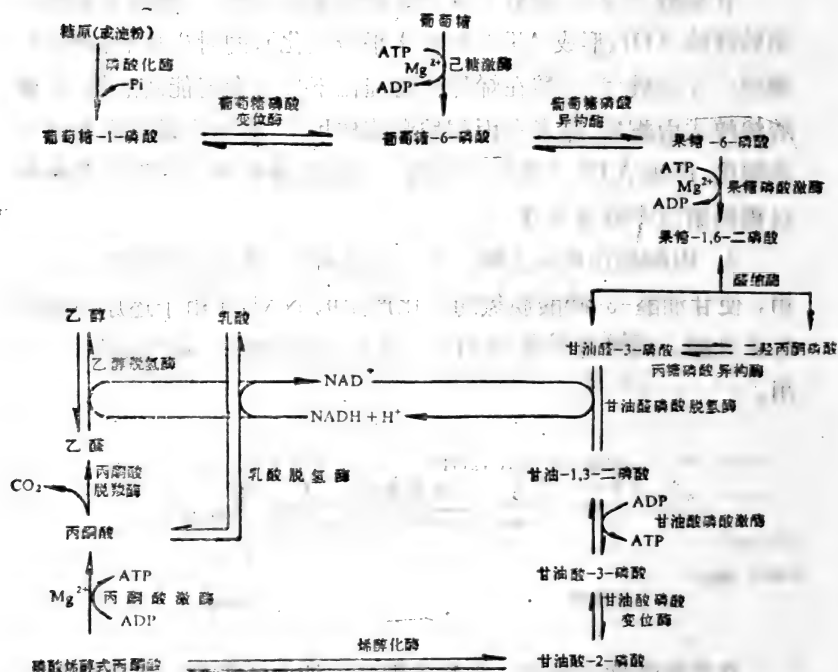 葡萄糖
糖原(或淀粉)
磷酸化酶
Pi
ATP
Mg2+
己糖激酶
ADP
葡萄糖-1-磷酸
葡萄糖磷酸
变位酶
葡萄糖-6-磷酸
葡萄糖磷酸
异构酶
果糖-6-磷酸
ATP
Mg2+
果糖磷酸激酶
ADP
果糖-1,6-二磷酸
醛缩酶
甘油醛-3-磷酸
二羟丙酮磷酸
丙糖磷酸异构酶
乙醇
乳酸
乙醇脱氢酶
NAD+
NADH+H+
甘油醛磷酸脱氢酶
乙醛
CO2
丙酮酸
脱羧酶
乳酸脱氢酶
甘油-1,3-二磷酸
丙酮酸
ADP
甘油酸磷酸激酶
ATP
ATP
Mg2+
丙酮酸激酶
ADP
甘油酸-3-磷酸
甘油酸磷酸
变位酶
磷酸烯醇式丙酮酸
烯醇化酶
甘油酸-2-磷酸